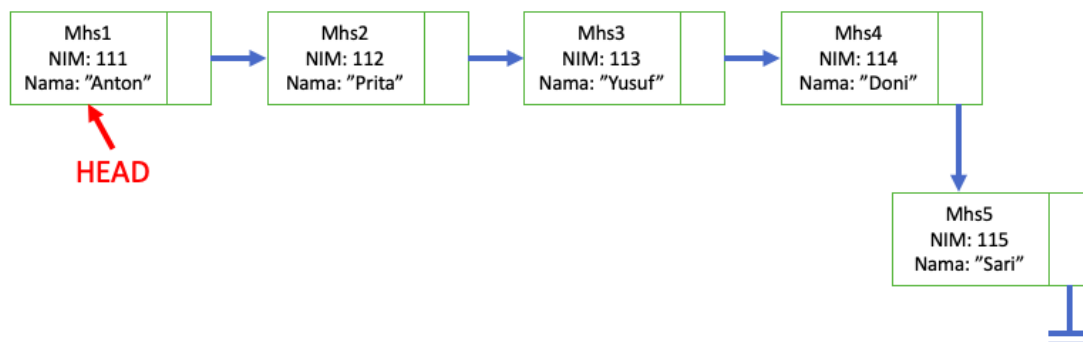 Mhs1
NIM: 111
Nama: ”Anton”
Mhs2
NIM: 112
Nama: ”Prita”
Mhs3
NIM: 113
Nama: ”Yusuf”
Mhs4
NIM: 114
Nama: ”Doni”
HEAD
Mhs5
NIM: 115
Nama: ”Sari”